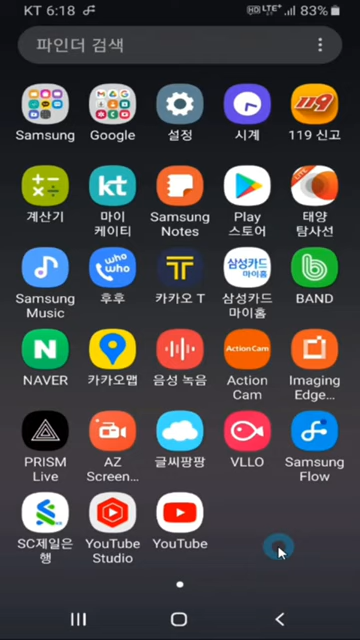 KT 6:18
HD LTE+ 83%
파인더 검색
Samsung
Google
설정
시계
119
119 신고
계산기
kt
마이
케이티
Samsung
Notes
Play
스토어
태양
탐사선
Samsung
Music
who
who
후후
카카오 T
삼성카드
마이홈
삼성카드
마이홈
BAND
N
NAVER
카카오맵
음성 녹음
ActionCam
Action
Cam
Imaging
Edge...
PRISM
Live
AZ
Screen...
글씨팡팡
VLLO
Samsung
Flow
SC제일은
행
YouTube
Studio
YouTube